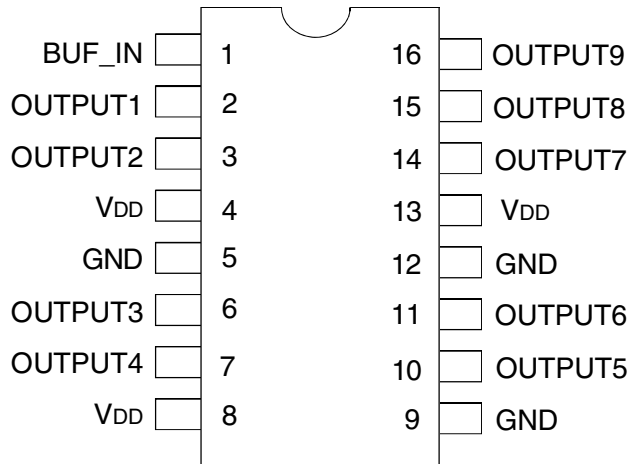 BUF_IN 1 16 OUTPUT9
OUTPUT1 2 15 OUTPUT8
OUTPUT2 3 14 OUTPUT7
VDD 4 13 VDD
GND 5 12 GND
OUTPUT3 6 11 OUTPUT6
OUTPUT4 7 10 OUTPUT5
VDD 8 9 GND